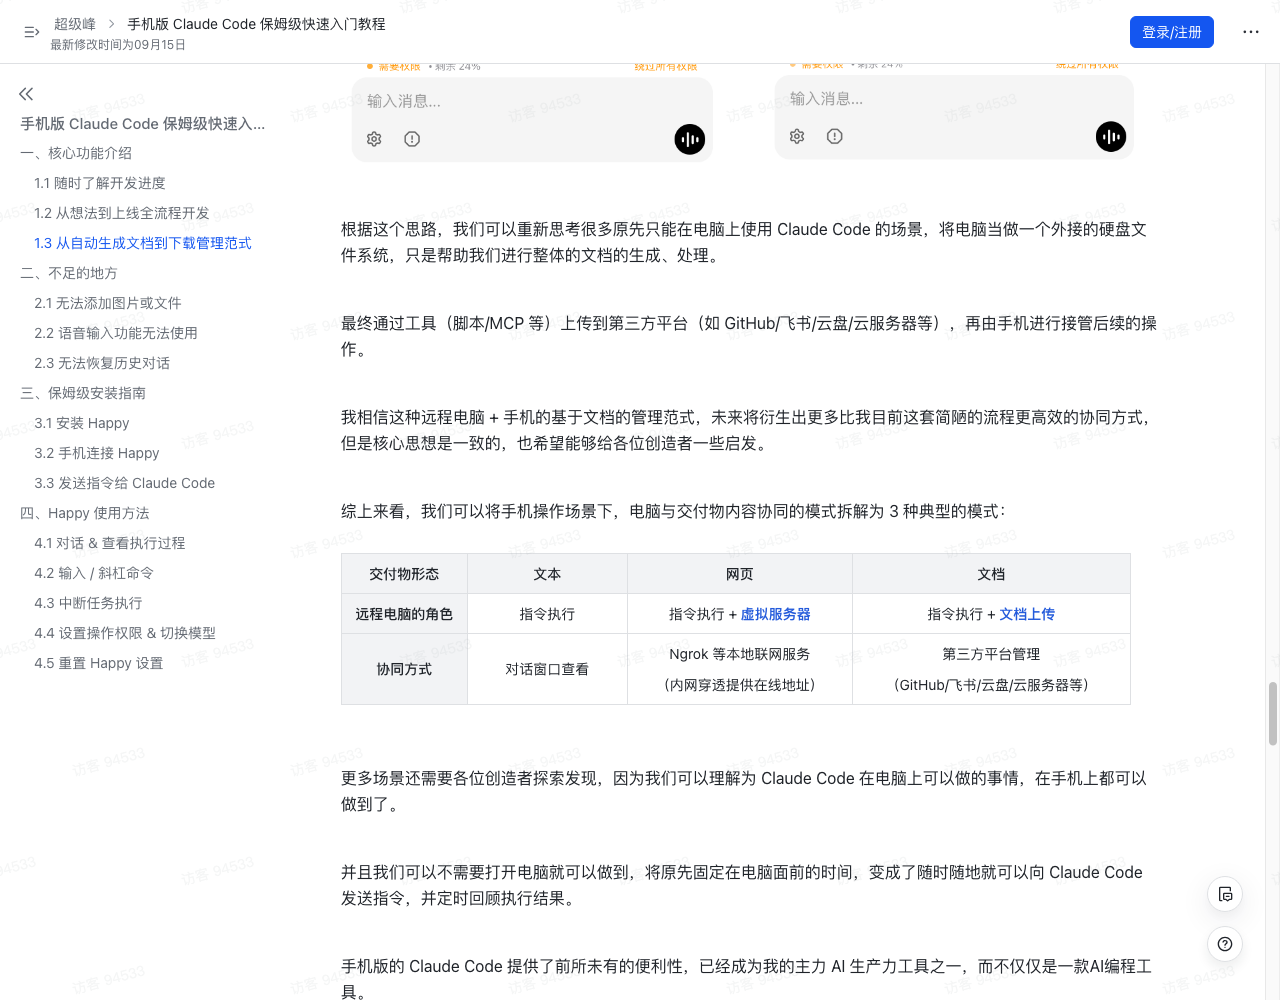 超级峰 > 手机版 Claude Code 保姆级快速入门教程
最新修改时间为09月15日
登录/注册
手机版 Claude Code 保姆级快速入...
一、核心功能介绍
1.1 随时了解开发进度
1.2 从想法到上线全流程开发
1.3 从自动生成文档到下载管理范式
二、不足的地方
2.1 无法添加图片或文件
2.2 语音输入功能无法使用
2.3 无法恢复历史对话
三、保姆级安装指南
3.1 安装 Happy
3.2 手机连接 Happy
3.3 发送指令给 Claude Code
四、Happy 使用方法
4.1 对话 & 查看执行过程
4.2 输入 / 斜杠命令
4.3 中断任务执行
4.4 设置操作权限 & 切换模型
4.5 重置 Happy 设置
需要权限 • 剩余 24% 绕过所有权限
输入消息...
需要权限 • 剩余 24% 绕过所有权限
输入消息...
根据这个思路，我们可以重新思考很多原先只能在电脑上使用 Claude Code 的场景，将电脑当做一个外接的硬盘文
件系统，只是帮助我们进行整体的文档的生成、处理。
最终通过工具（脚本/MCP 等）上传到第三方平台（如 GitHub/飞书/云盘/云服务器等），再由手机进行接管后续的操
作。
我相信这种远程电脑 + 手机的基于文档的管理范式，未来将衍生出更多比我目前这套简陋的流程更高效的协同方式，
但是核心思想是一致的，也希望能够给各位创造者一些启发。
综上来看，我们可以将手机操作场景下，电脑与交付物内容协同的模式拆解为 3 种典型的模式：
交付物形态 文本 网页 文档
远程电脑的角色 指令执行 指令执行 + 虚拟服务器 指令执行 + 文档上传
协同方式 对话窗口查看 Ngrok 等本地联网服务 第三方平台管理
（内网穿透提供在线地址） （GitHub/飞书/云盘/云服务器等）
更多场景还需要各位创造者探索发现，因为我们可以理解为 Claude Code 在电脑上可以做的事情，在手机上都可以
做到了。
并且我们可以不需要打开电脑就可以做到，将原先固定在电脑面前的时间，变成了随时随地就可以向 Claude Code
发送指令，并定时回顾执行结果。
手机版的 Claude Code 提供了前所未有的便利性，已经成为我的主力 AI 生产力工具之一，而不仅仅是一款AI编程工
具。
访客 94533